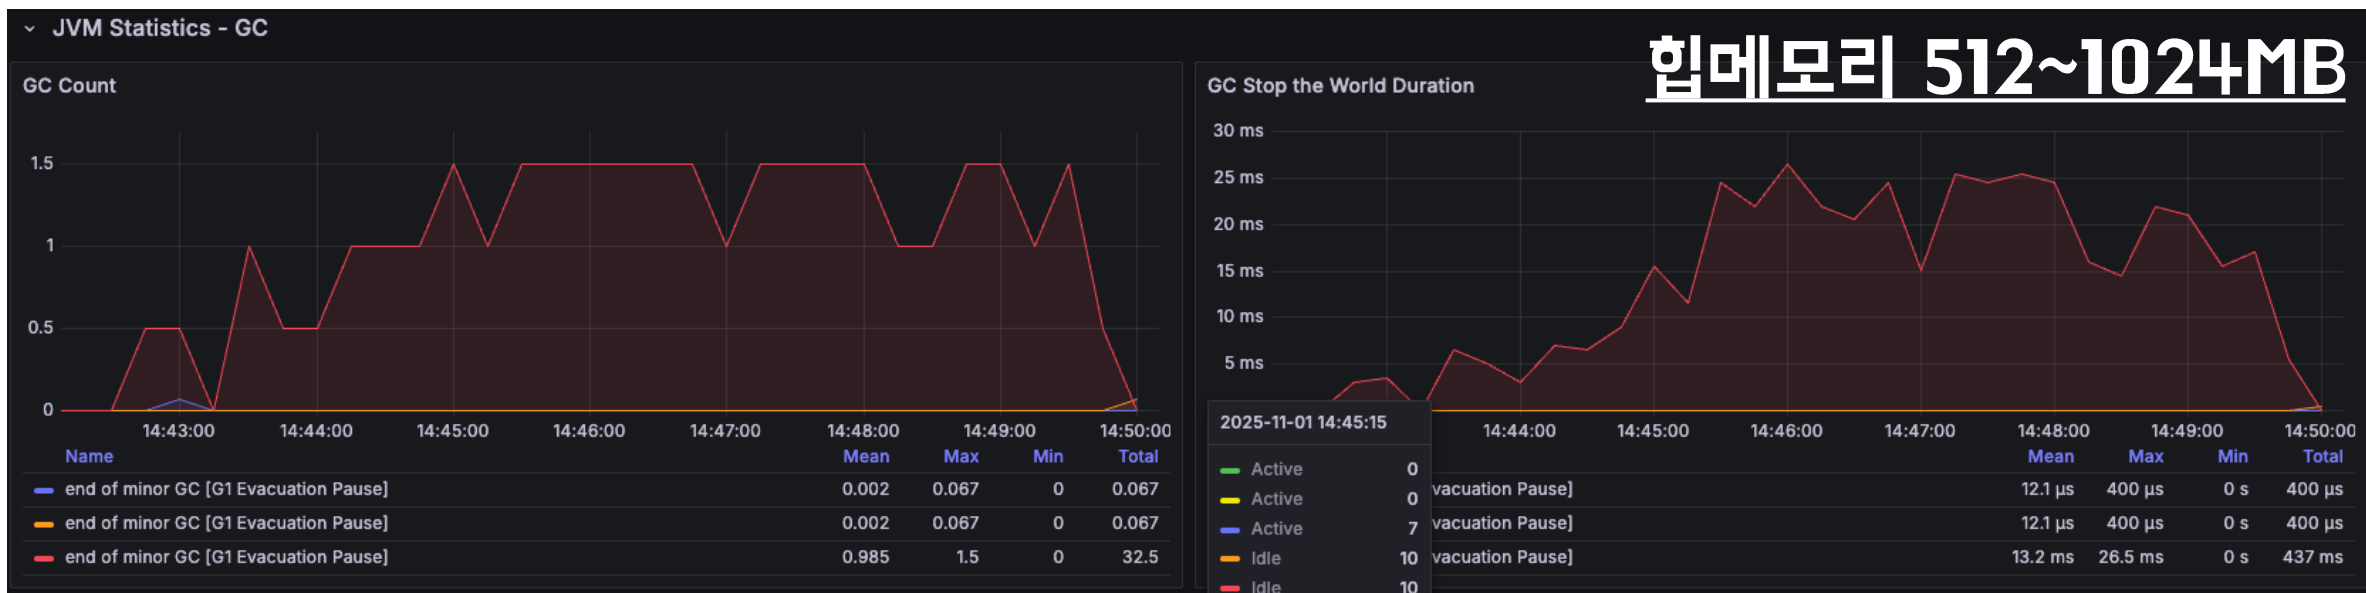 JVM Statistics - GC
힙메모리 512~1024MB
GC Count
1.5
1
0.5
0
14:43:00 14:44:00 14:45:00 14:46:00 14:47:00 14:48:00 14:49:00 14:50:00
Name Mean Max Min Total
end of minor GC [G1 Evacuation Pause] 0.002 0.067 0 0.067
end of minor GC [G1 Evacuation Pause] 0.002 0.067 0 0.067
end of minor GC [G1 Evacuation Pause] 0.985 1.5 0 32.5
GC Stop the World Duration
30 ms
25 ms
20 ms
15 ms
10 ms
5 ms
14:44:00 14:45:00 14:46:00 14:47:00 14:48:00 14:49:00 14:50:00
Mean Max Min Total
vacuation Pause] 12.1 µs 400 µs 0 s 400 µs
vacuation Pause] 12.1 µs 400 µs 0 s 400 µs
vacuation Pause] 13.2 ms 26.5 ms 0 s 437 ms
2025-11-01 14:45:15
Active 0
Active 0
Active 7
Idle 10
Idle 10